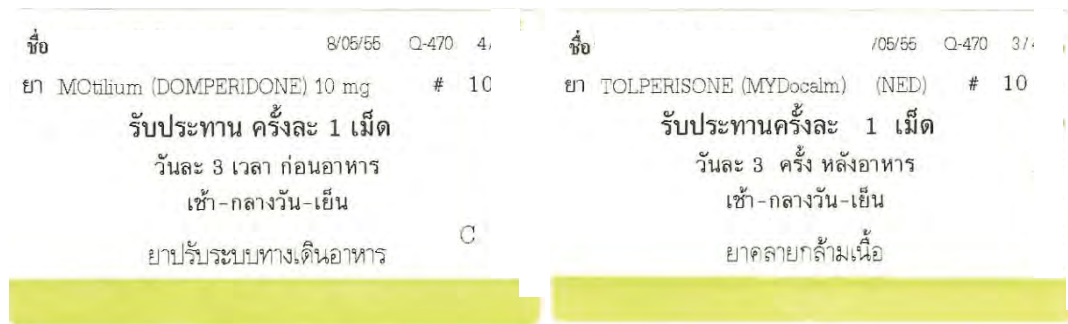 ชื่อ 8/05/55 Q-470 4/
ยา MOtilium (DOMPERIDONE) 10 mg # 10
รับประทาน ครั้งละ 1 เม็ด
วันละ 3 เวลา ก่อนอาหาร
เช้า-กลางวัน-เย็น
C
ยาปรับระบบทางเดินอาหาร
ชื่อ /05/55 Q-470 3/
ยา TOLPERISONE (MYDocalm) (NED) # 10
รับประทานครั้งละ 1 เม็ด
วันละ 3 ครั้ง หลังอาหาร
เช้า-กลางวัน-เย็น
ยาคลายกล้ามเนื้อ